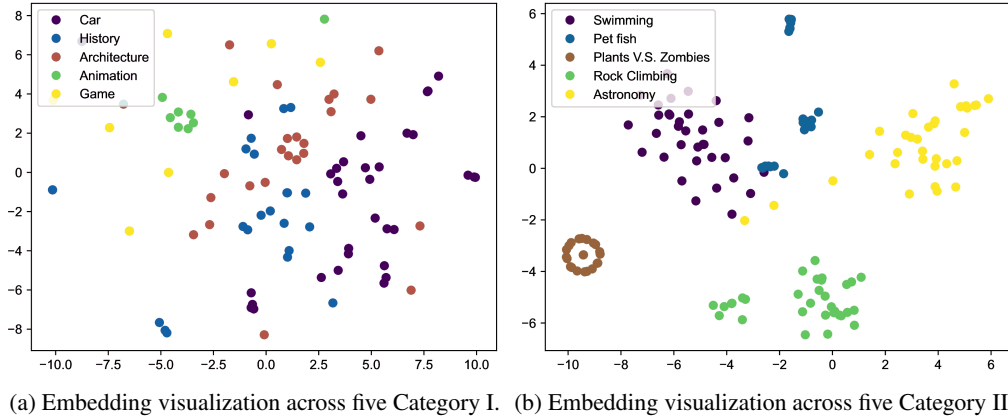 Car
History
Architecture
Animation
Game
8
6
4
2
0
−2
−4
−6
−8
−10.0 −7.5 −5.0 −2.5 0.0 2.5 5.0 7.5 10.0
Swimming
Pet fish
Plants V.S. Zombies
Rock Climbing
Astronomy
6
4
2
0
−2
−4
−6
−10 −8 −6 −4 −2 0 2 4 6
(a) Embedding visualization across five Category I.
(b) Embedding visualization across five Category II.